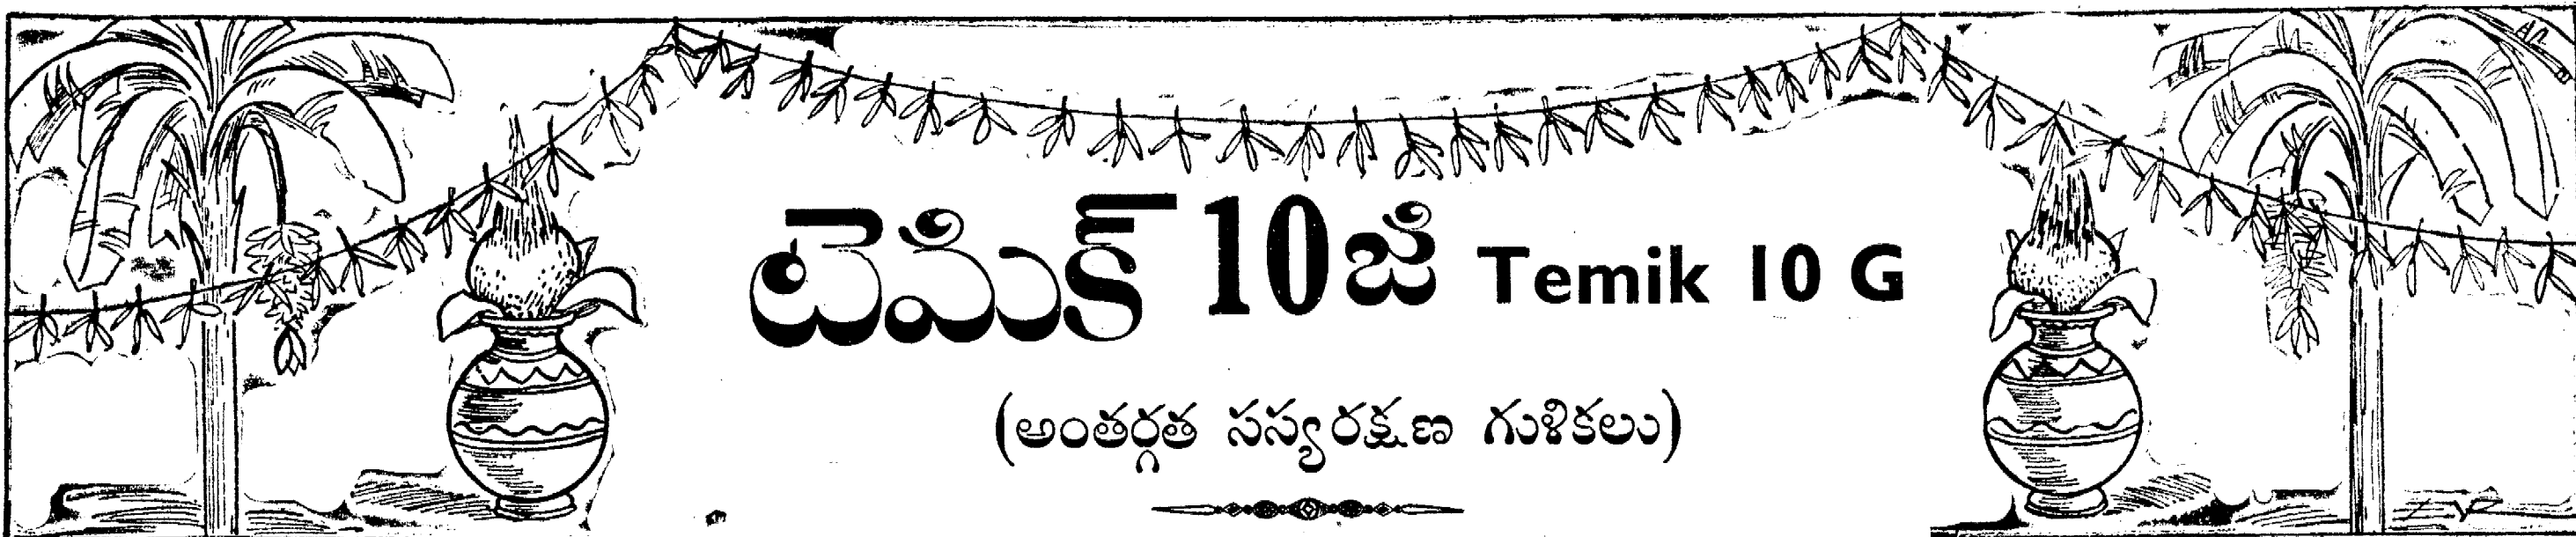 టెమిక్ 10జి Temik 10 G
(అంతర్గత సస్యరక్షణ గుళికలు)